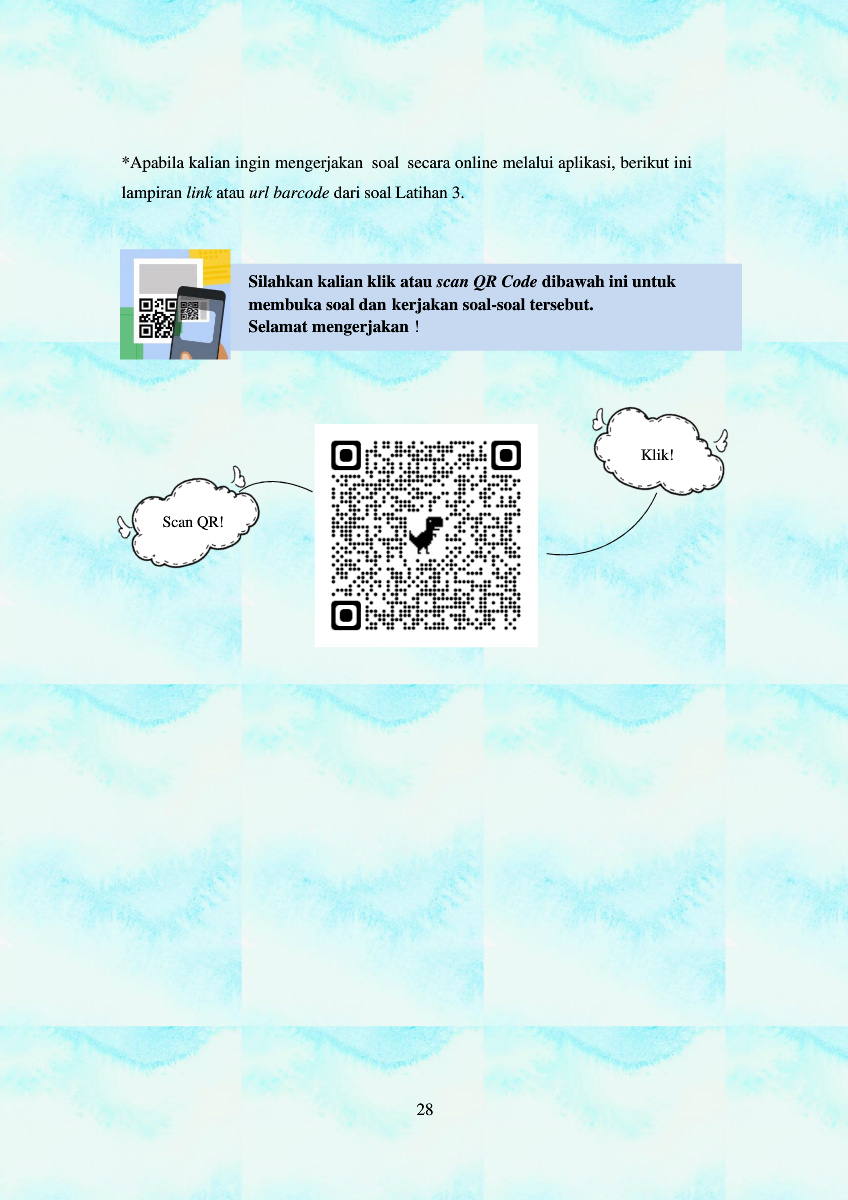 *Apabila kalian ingin mengerjakan soal secara online melalui aplikasi, berikut ini
lampiran link atau url barcode dari soal Latihan 3.
Silahkan kalian klik atau scan QR Code dibawah ini untuk
membuka soal dan kerjakan soal-soal tersebut.
Selamat mengerjakan !
Klik!
Scan QR!
28